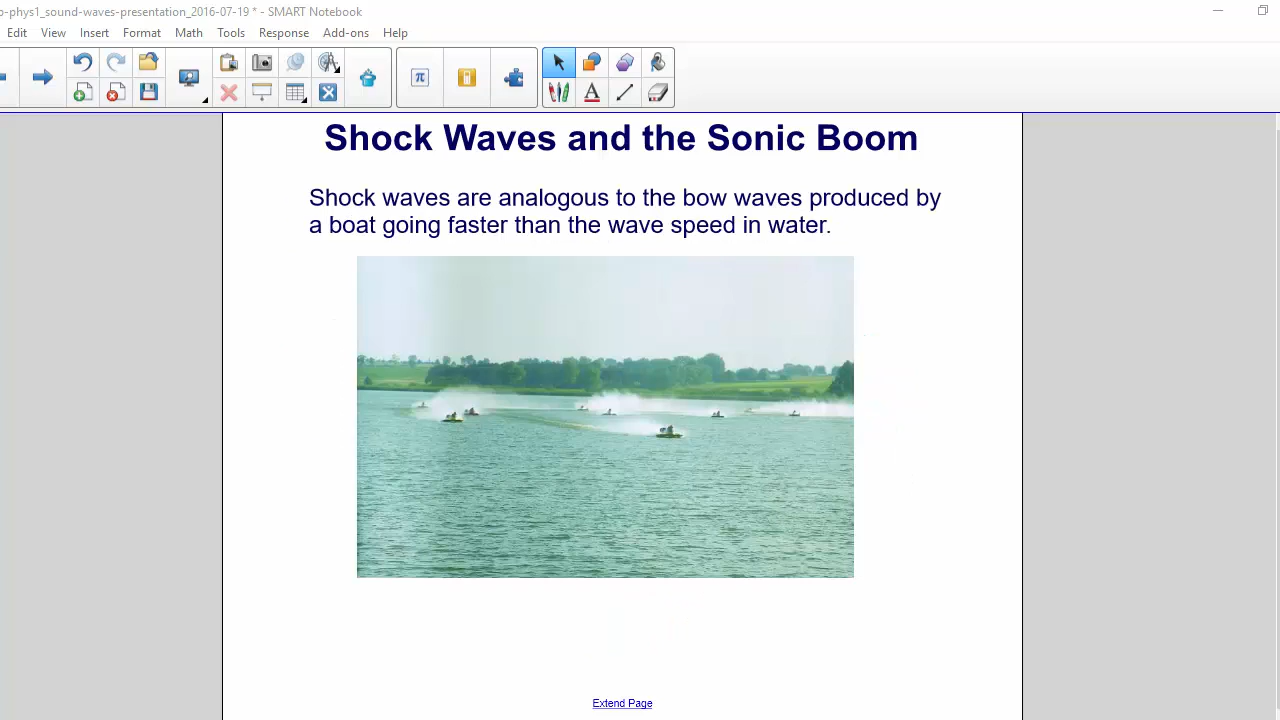 o-phys1_sound-waves-presentation_2016-07-19 * - SMART Notebook
Edit View Insert Format Math Tools Response Add-ons Help
π
A
Shock Waves and the Sonic Boom
Shock waves are analogous to the bow waves produced by
a boat going faster than the wave speed in water.
Extend Page